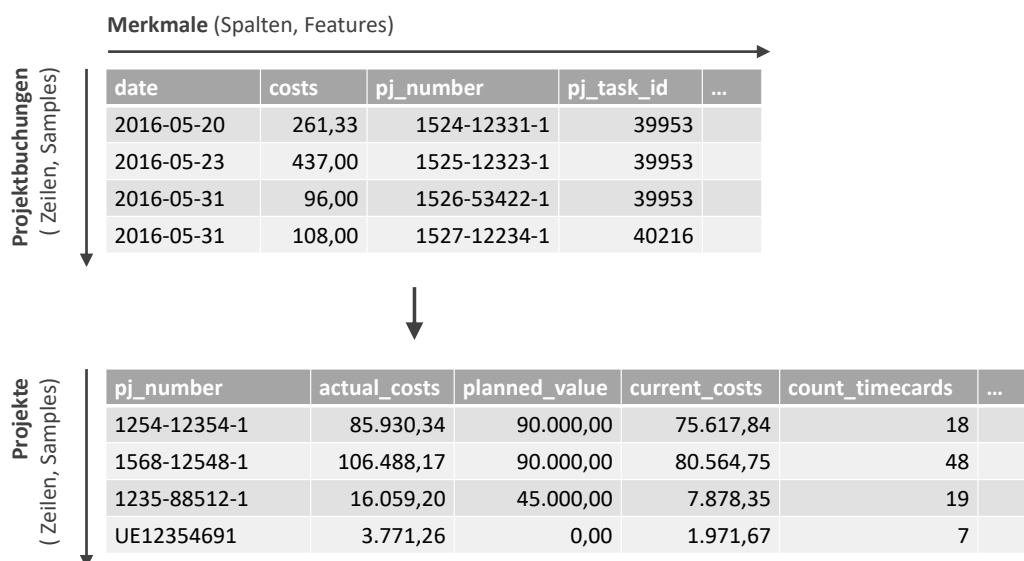 Merkmale (Spalten, Features)
Projektbuchungen
( Zeilen, Samples)
date costs pj_number pj_task_id ...
2016-05-20 261,33 1524-12331-1 39953
2016-05-23 437,00 1525-12323-1 39953
2016-05-31 96,00 1526-53422-1 39953
2016-05-31 108,00 1527-12234-1 40216
Projekte
( Zeilen, Samples)
pj_number actual_costs planned_value current_costs count_timecards ...
1254-12354-1 85.930,34 90.000,00 75.617,84 18
1568-12548-1 106.488,17 90.000,00 80.564,75 48
1235-88512-1 16.059,20 45.000,00 7.878,35 19
UE12354691 3.771,26 0,00 1.971,67 7